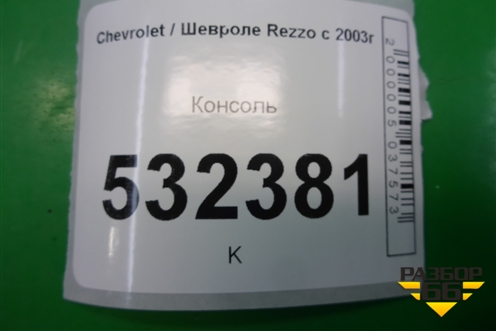 Chevrolet / Шевроле Rezzo с 2003г
Консоль
532381
К
2000005037573
РАЗБОР
66